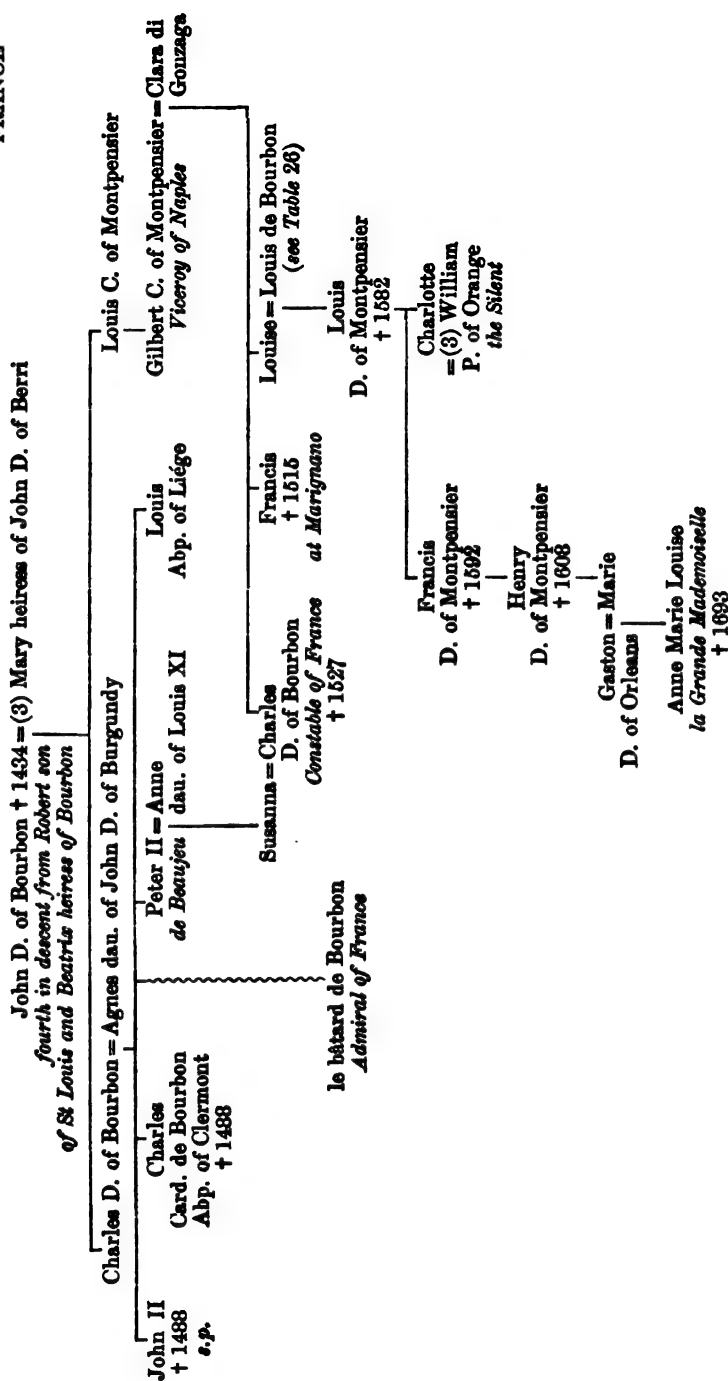 John D. of Bourbon † 1434 = (3) Mary heiress of John D. of Berri
fourth in descent from Robert son
of St Louis and Beatrix heiress of Bourbon
Charles D. of Bourbon = Agnes dau. of John D. of Burgundy
Louis C. of Montpensier
John II
† 1488
s.p.
Charles
Card. de Bourbon
Abp. of Clermont
† 1488
le bâtard de Bourbon
Admiral of France
Peter II = Anne
de Beaujeu dau. of Louis XI
Louis
Abp. of Liége
Gilbert C. of Montpensier = Clara di
Viceroy of Naples Gonzaga
Susanna = Charles
D. of Bourbon
Constable of France
† 1527
Francis
† 1515
at Marignano
Louise = Louis de Bourbon
(see Table 26)
Louis
D. of Montpensier
† 1582
Francis
D. of Montpensier
† 1592
Charlotte
= (3) William
P. of Orange
the Silent
Henry
D. of Montpensier
† 1608
Gaston = Marie
D. of Orleans
Anne Marie Louise
la Grande Mademoiselle
† 1693